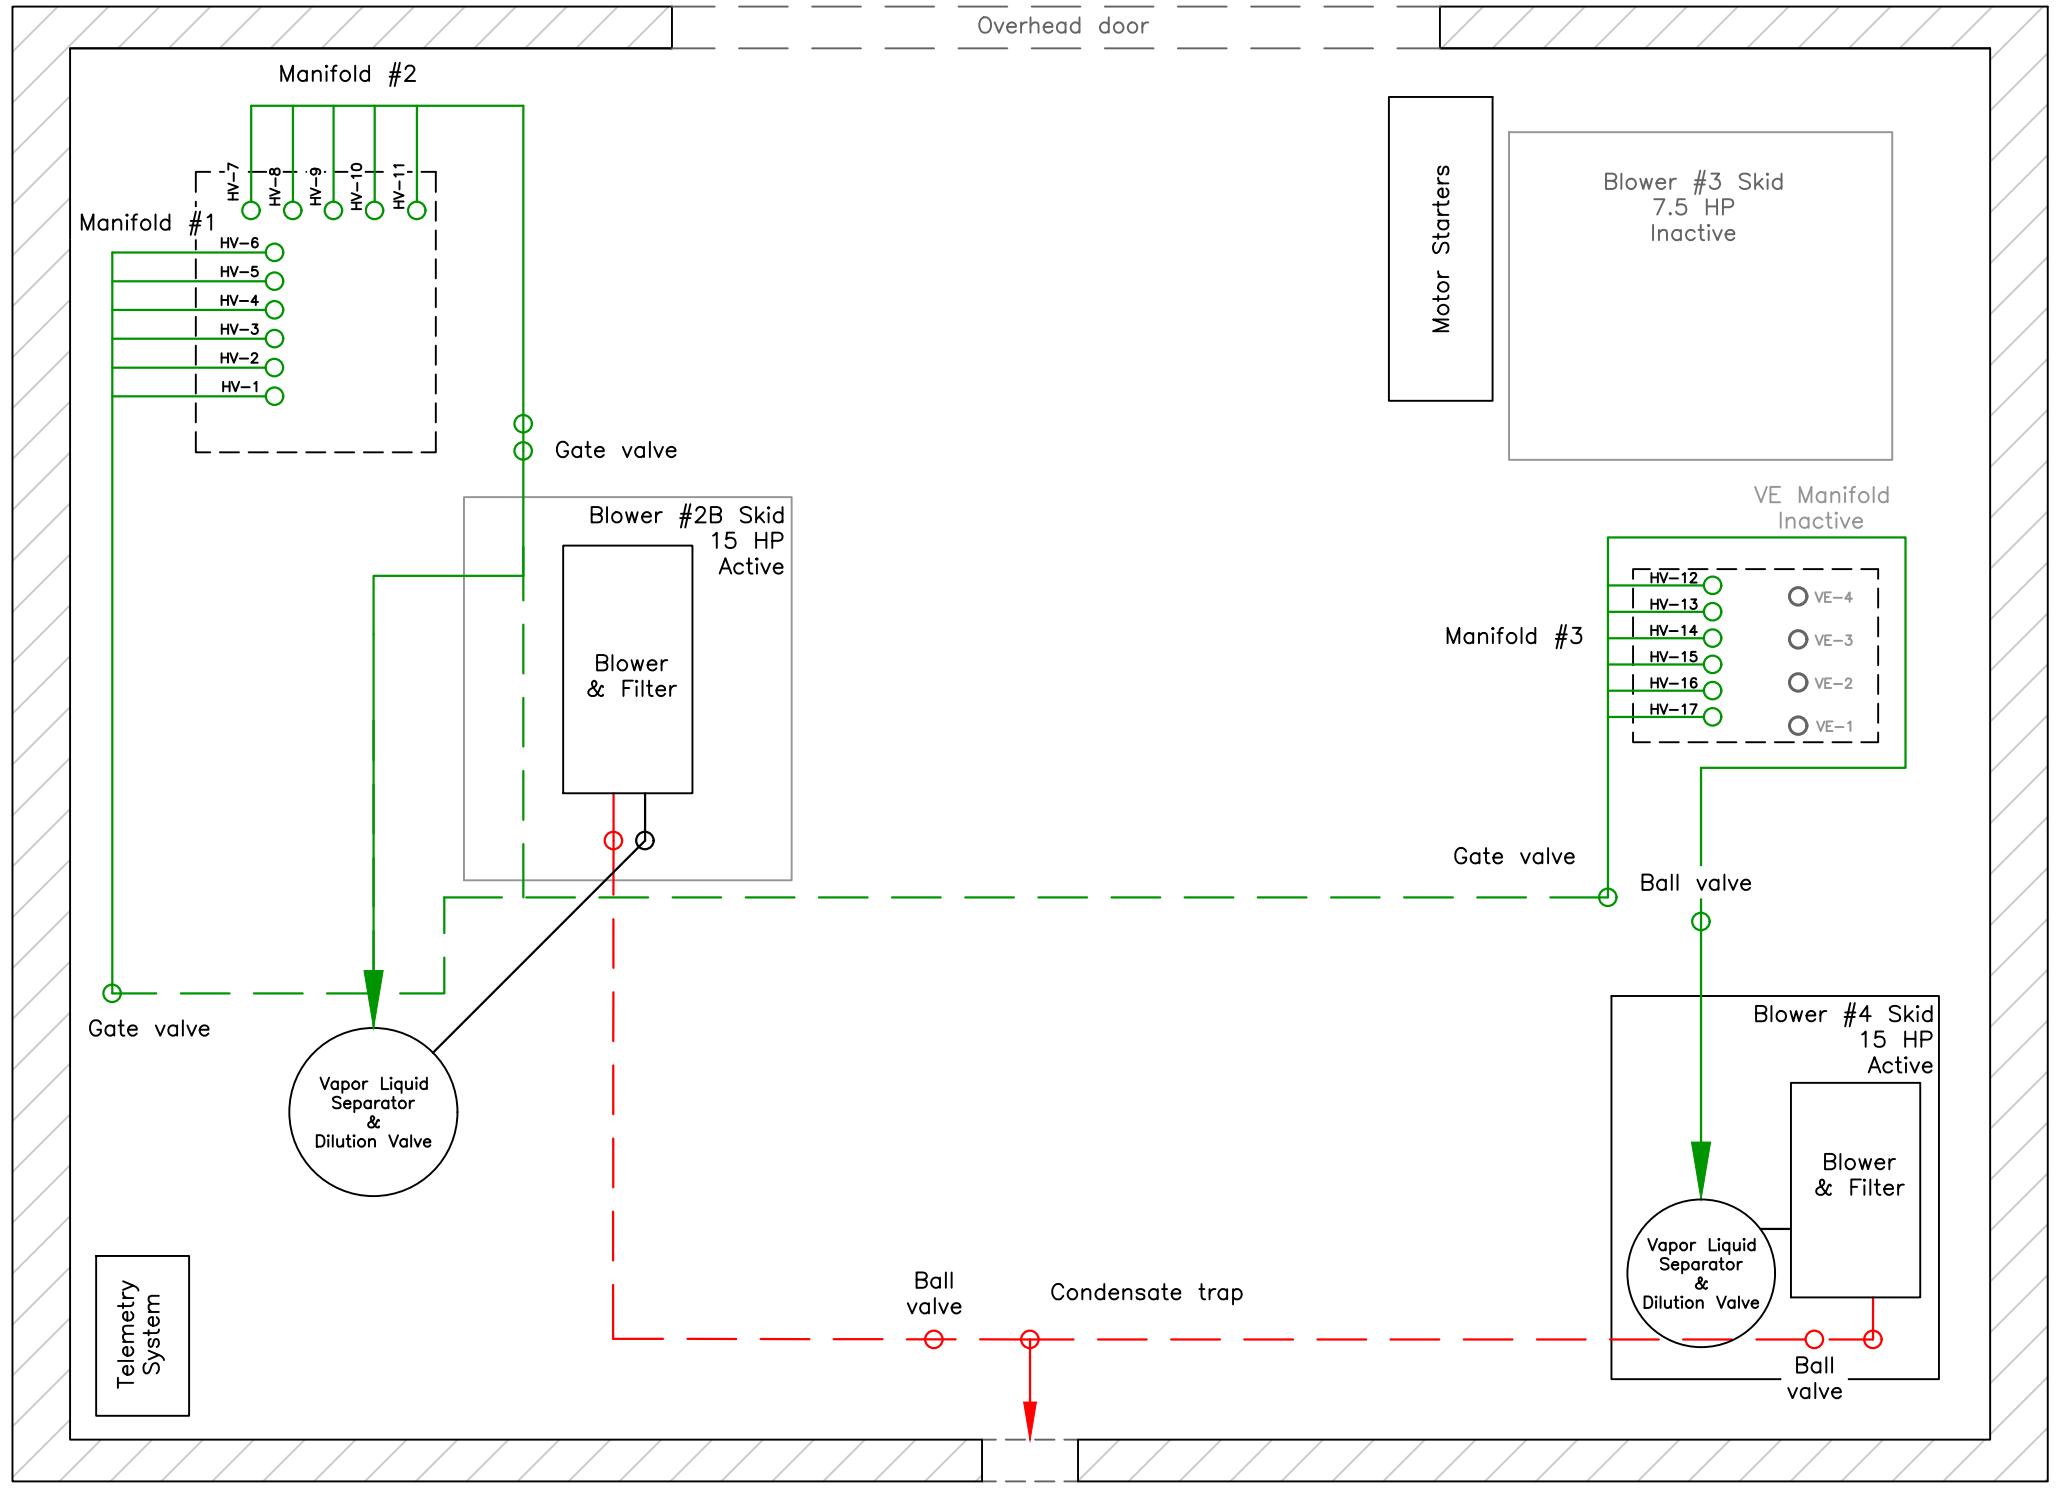 Overhead door
Manifold #2
HV-7
HV-8
HV-9
HV-10
HV-11
Manifold #1
HV-6
HV-5
HV-4
HV-3
HV-2
HV-1
Gate valve
Motor Starters
Blower #3 Skid
7.5 HP
Inactive
Blower #2B Skid
15 HP
Active
Blower
& Filter
VE Manifold
Inactive
Manifold #3
HV-12
HV-13
HV-14
HV-15
HV-16
HV-17
VE-4
VE-3
VE-2
VE-1
Gate valve
Ball valve
Gate valve
Vapor Liquid
Separator
&
Dilution Valve
Blower #4 Skid
15 HP
Active
Blower
& Filter
Vapor Liquid
Separator
&
Dilution Valve
Telemetry
System
Ball
valve
Condensate trap
Ball
valve